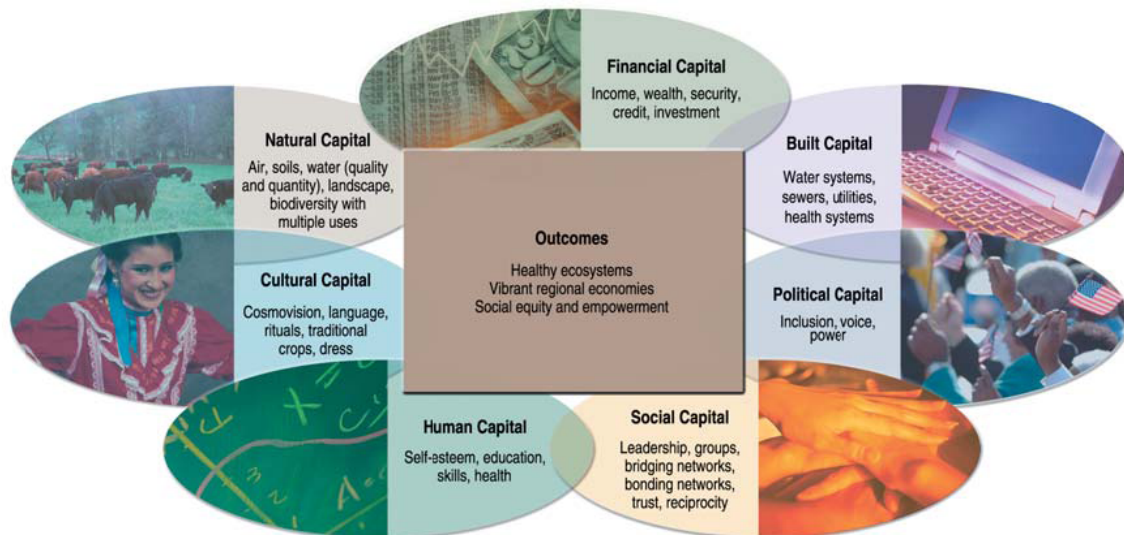 Financial Capital
Income, wealth, security,
credit, investment
Natural Capital
Air, soils, water (quality
and quantity), landscape,
biodiversity with
multiple uses
Built Capital
Water systems,
sewers, utilities,
health systems
Outcomes
Healthy ecosystems
Vibrant regional economies
Social equity and empowerment
Cultural Capital
Cosmovision, language,
rituals, traditional
crops, dress
Political Capital
Inclusion, voice,
power
Human Capital
Self-esteem, education,
skills, health
Social Capital
Leadership, groups,
bridging networks,
bonding networks,
trust, reciprocity